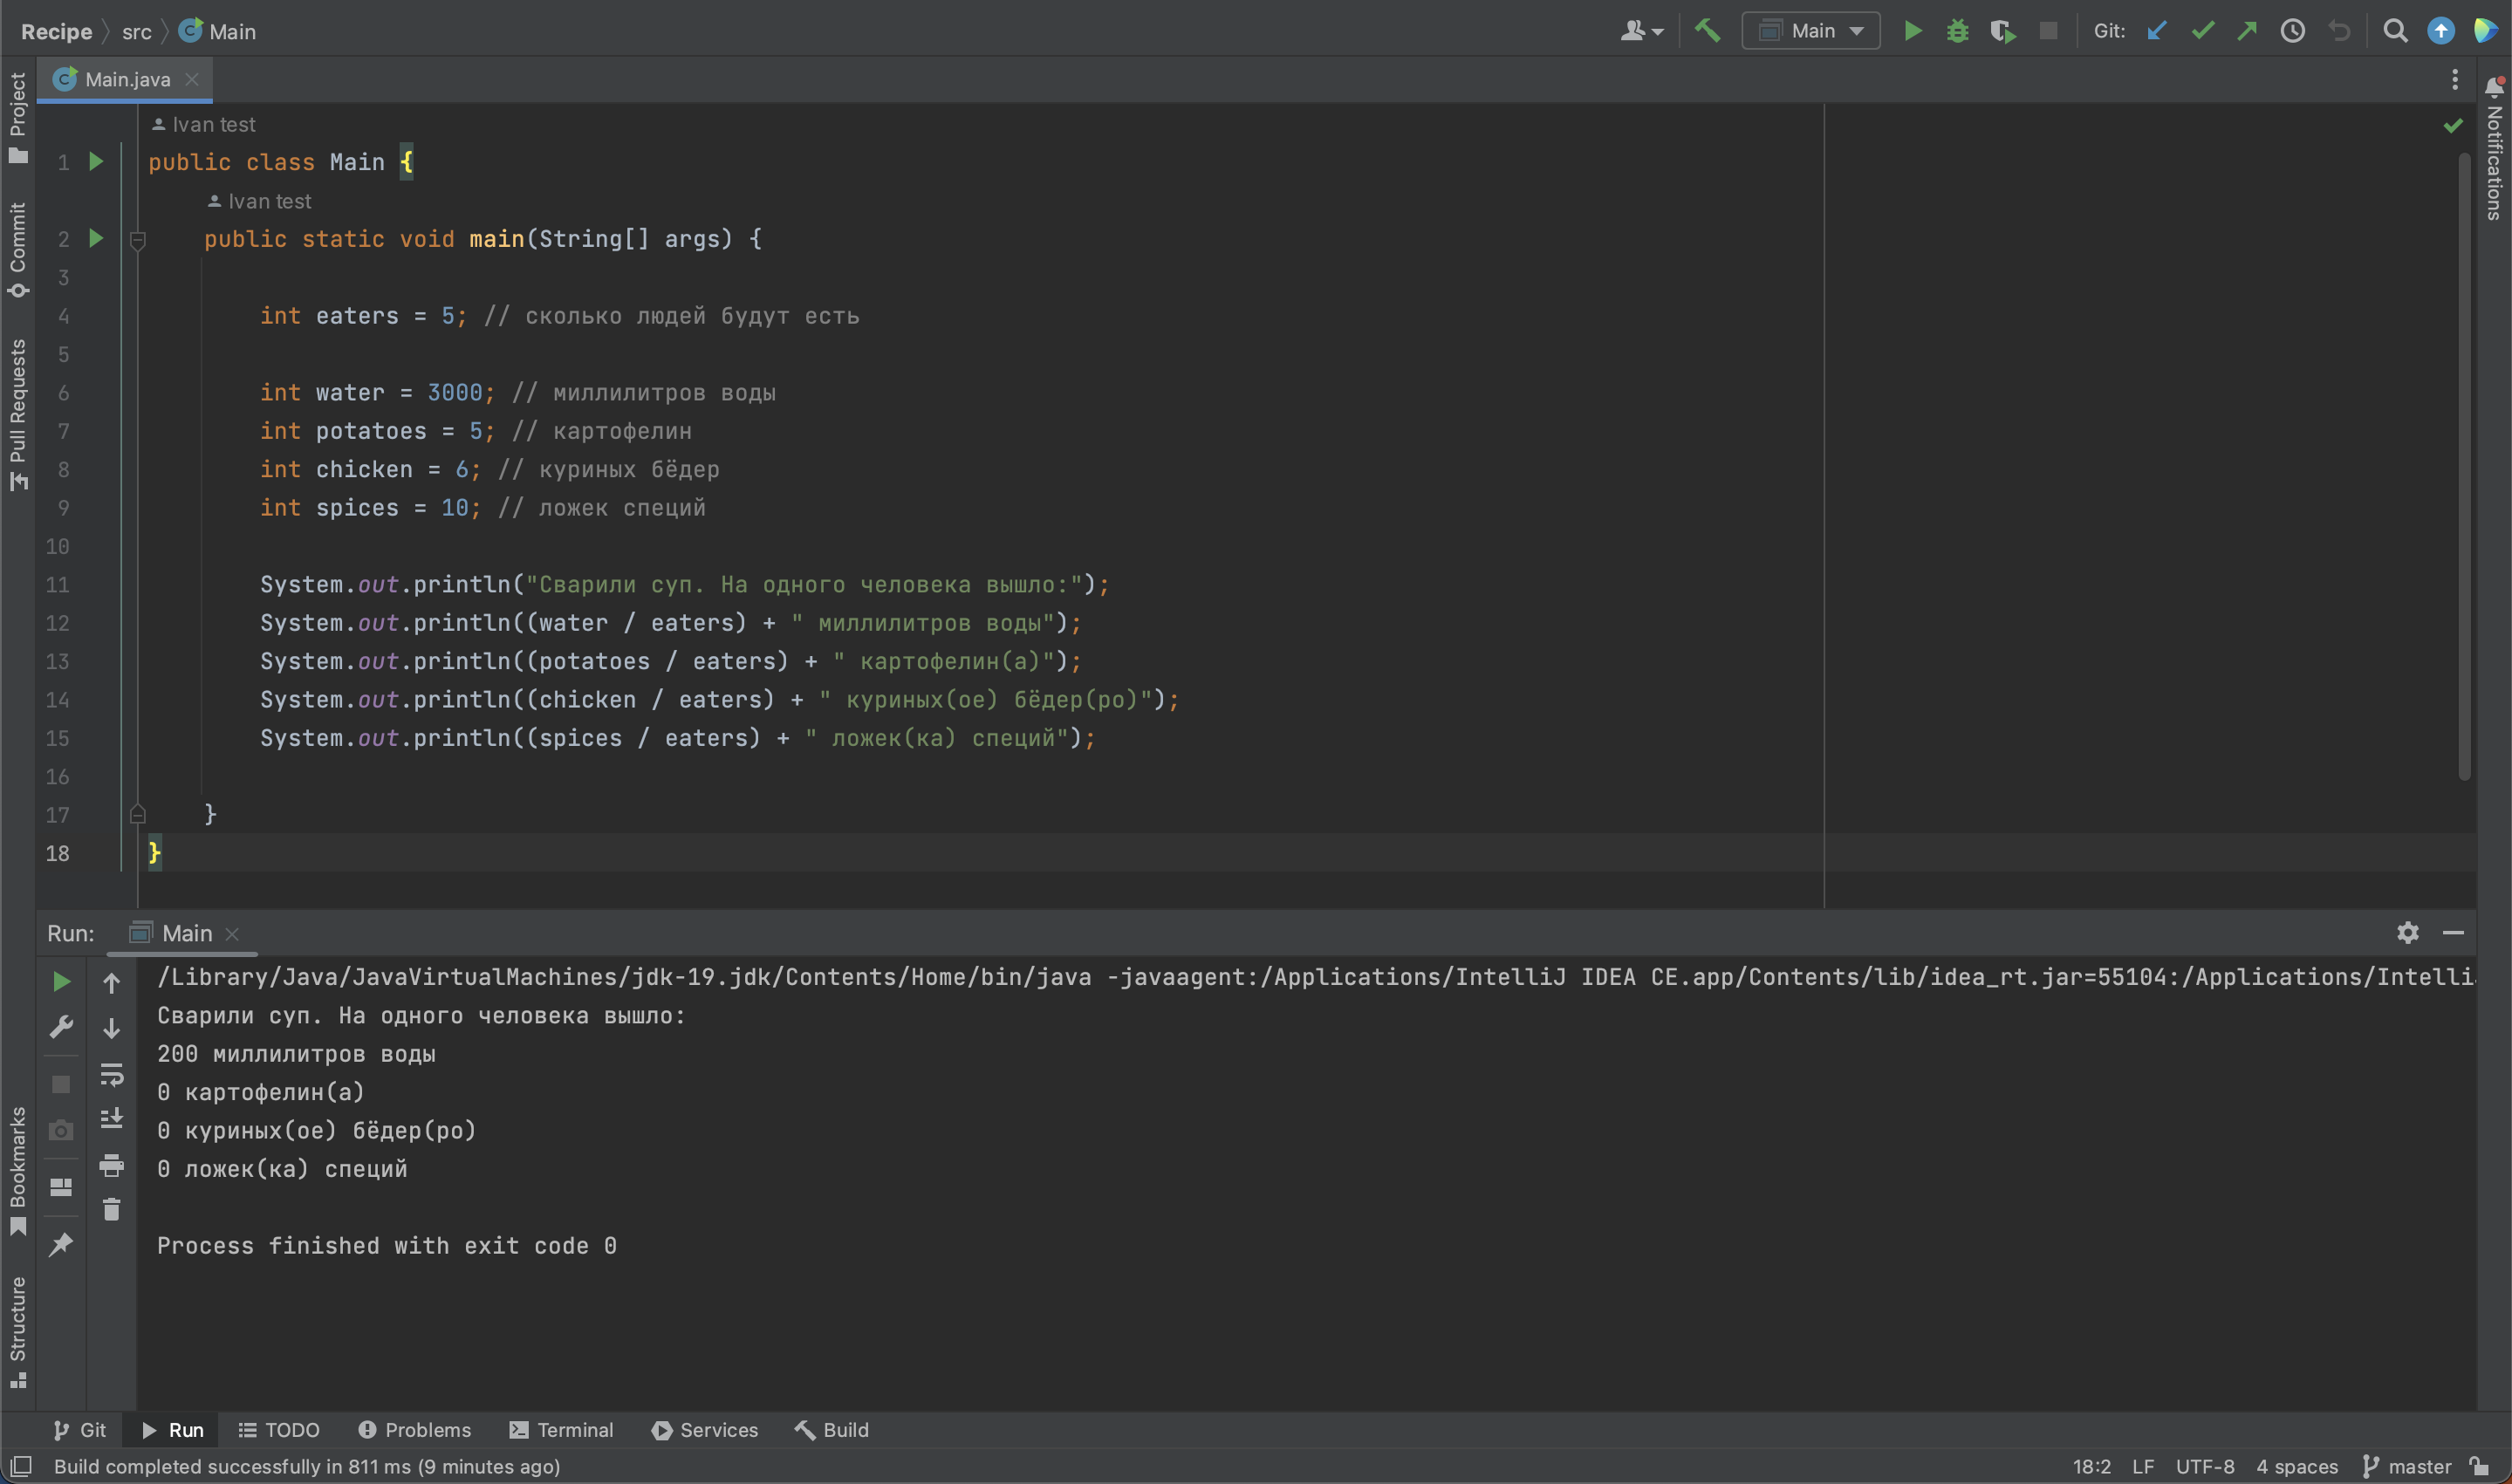 Recipe src Main
Main
Git:
Project
Commit
Pull Requests
Bookmarks
Structure
Notifications
Main.java
Ivan test
1 public class Main {
Ivan test
2 public static void main(String[] args) {
3
4 int eaters = 5; // сколько людей будут есть
5
6 int water = 3000; // миллилитров воды
7 int potatoes = 5; // картофелин
8 int chicken = 6; // куриных бёдер
9 int spices = 10; // ложек специй
10
11 System.out.println("Сварили суп. На одного человека вышло:");
12 System.out.println((water / eaters) + " миллилитров воды");
13 System.out.println((potatoes / eaters) + " картофелин(а)");
14 System.out.println((chicken / eaters) + " куриных(ое) бёдер(ро)");
15 System.out.println((spices / eaters) + " ложек(ка) специй");
16
17 }
18 }
Run: Main
/Library/Java/JavaVirtualMachines/jdk-19.jdk/Contents/Home/bin/java -javaagent:/Applications/IntelliJ IDEA CE.app/Contents/lib/idea_rt.jar=55104:/Applications/Intelli
Сварили суп. На одного человека вышло:
200 миллилитров воды
0 картофелин(а)
0 куриных(ое) бёдер(ро)
0 ложек(ка) специй
Process finished with exit code 0
Git Run TODO Problems Terminal Services Build
Build completed successfully in 811 ms (9 minutes ago) 18:2 LF UTF-8 4 spaces master